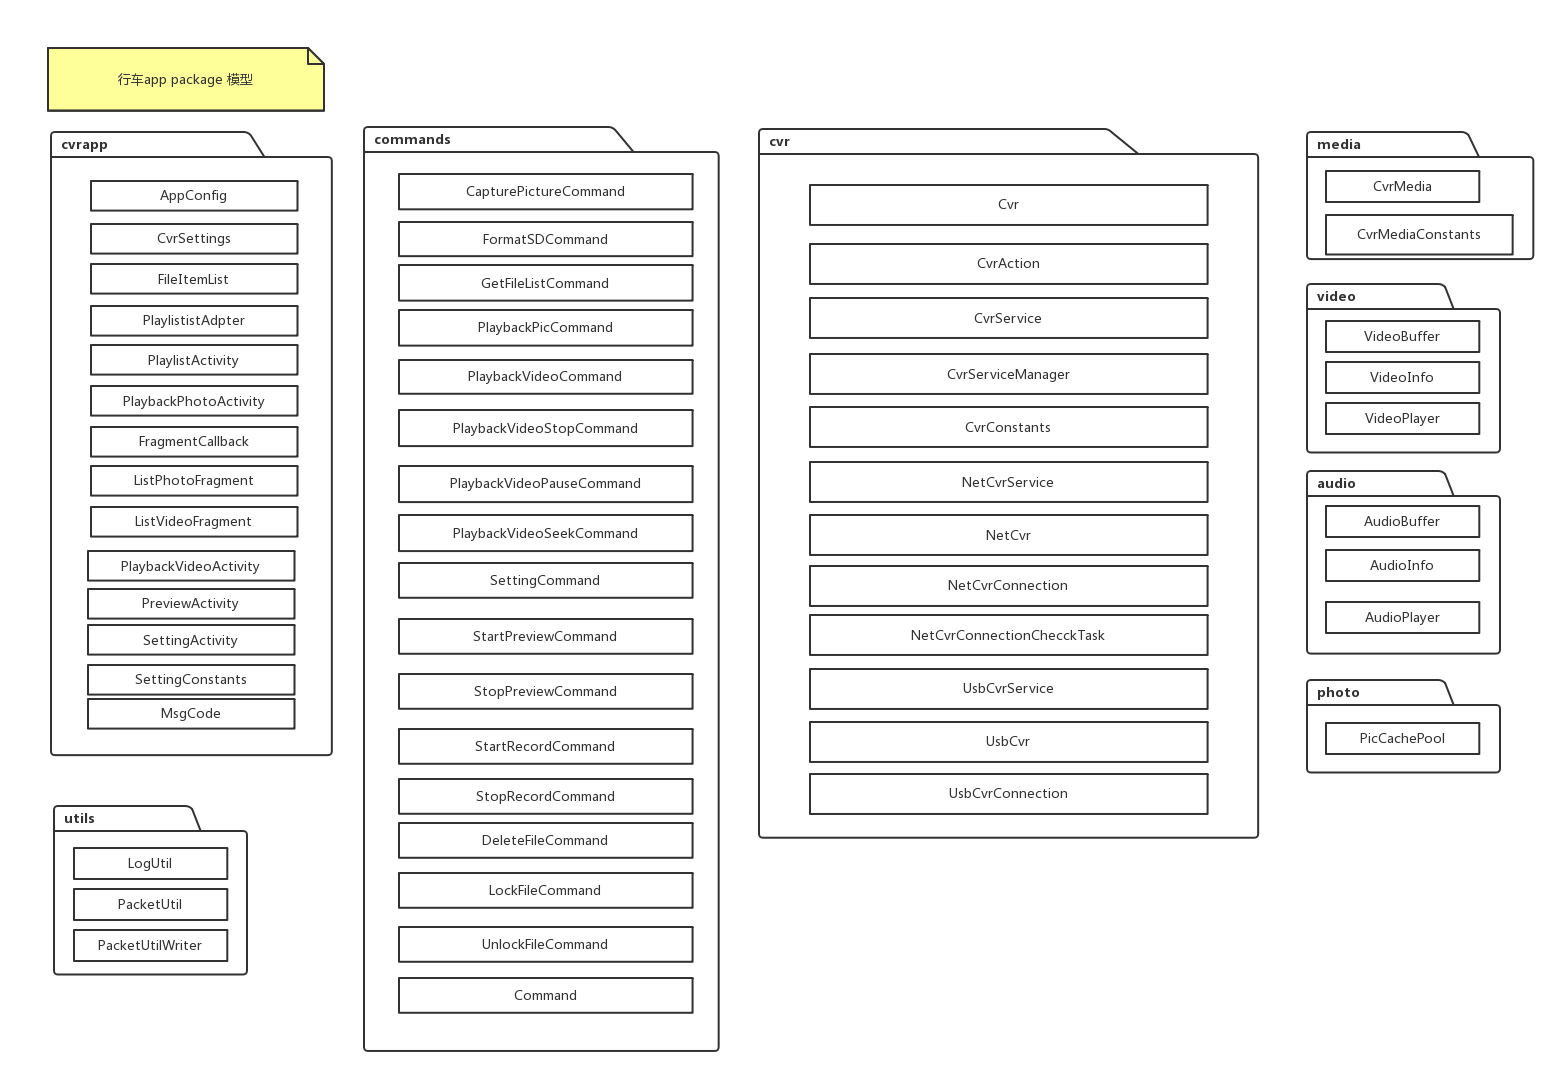 行车app package 模型
cvrapp
AppConfig
CvrSettings
FileItemList
PlaylististAdpter
PlaylistActivity
PlaybackPhotoActivity
FragmentCallback
ListPhotoFragment
ListVideoFragment
PlaybackVideoActivity
PreviewActivity
SettingActivity
SettingConstants
MsgCode
utils
LogUtil
PacketUtil
PacketUtilWriter
commands
CapturePictureCommand
FormatSDCommand
GetFileListCommand
PlaybackPicCommand
PlaybackVideoCommand
PlaybackVideoStopCommand
PlaybackVideoPauseCommand
PlaybackVideoSeekCommand
SettingCommand
StartPreviewCommand
StopPreviewCommand
StartRecordCommand
StopRecordCommand
DeleteFileCommand
LockFileCommand
UnlockFileCommand
Command
cvr
Cvr
CvrAction
CvrService
CvrServiceManager
CvrConstants
NetCvrService
NetCvr
NetCvrConnection
NetCvrConnectionChecckTask
UsbCvrService
UsbCvr
UsbCvrConnection
media
CvrMedia
CvrMediaConstants
video
VideoBuffer
VideoInfo
VideoPlayer
audio
AudioBuffer
AudioInfo
AudioPlayer
photo
PicCachePool